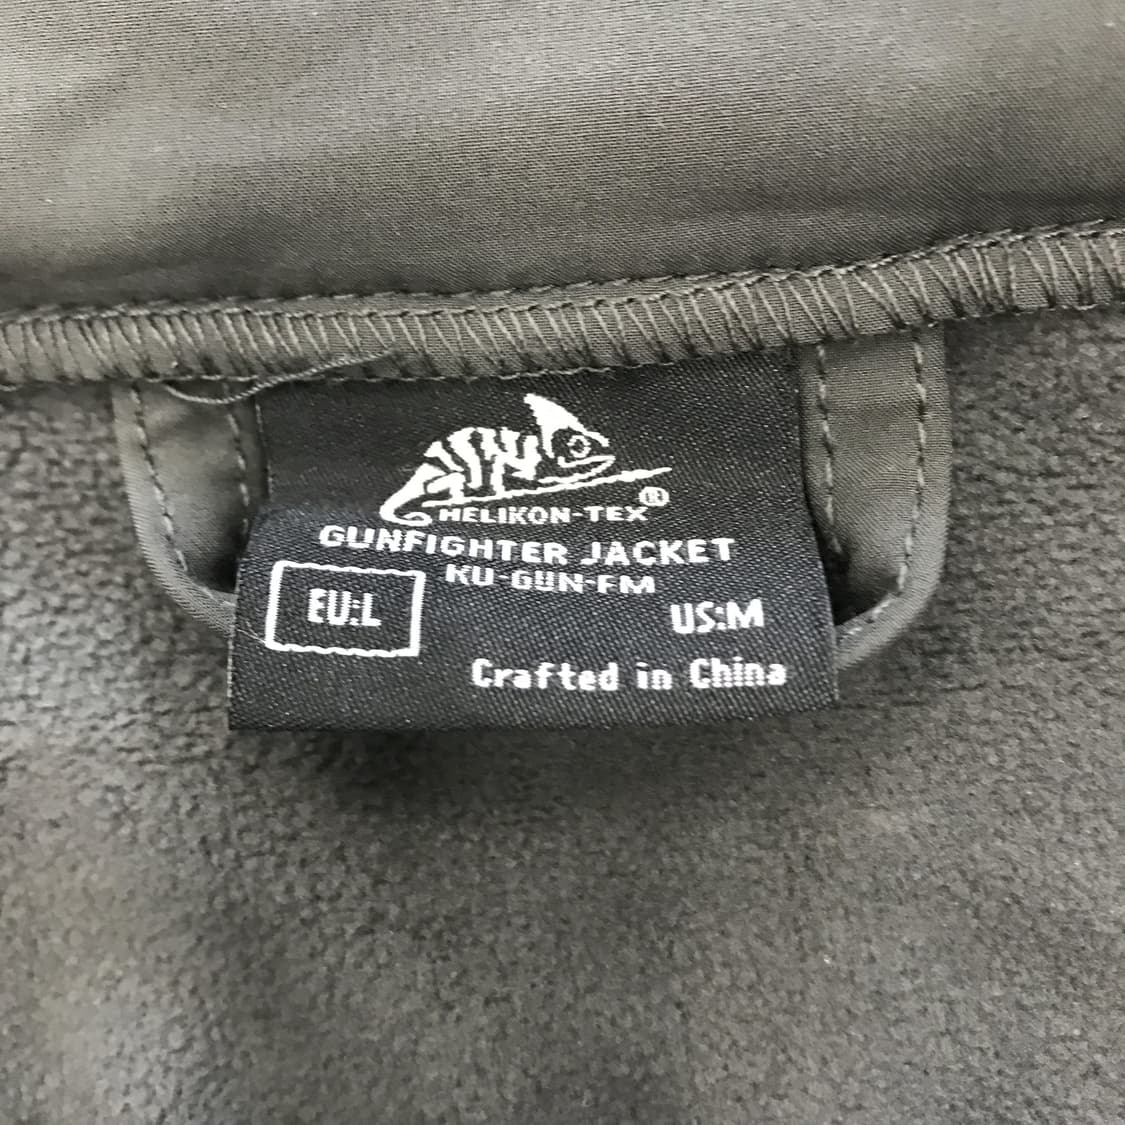 HELIKON-TEX®
GUNFIGHTER JACKET
KU-GUN-FM
EU:L
US:M
Crafted in China